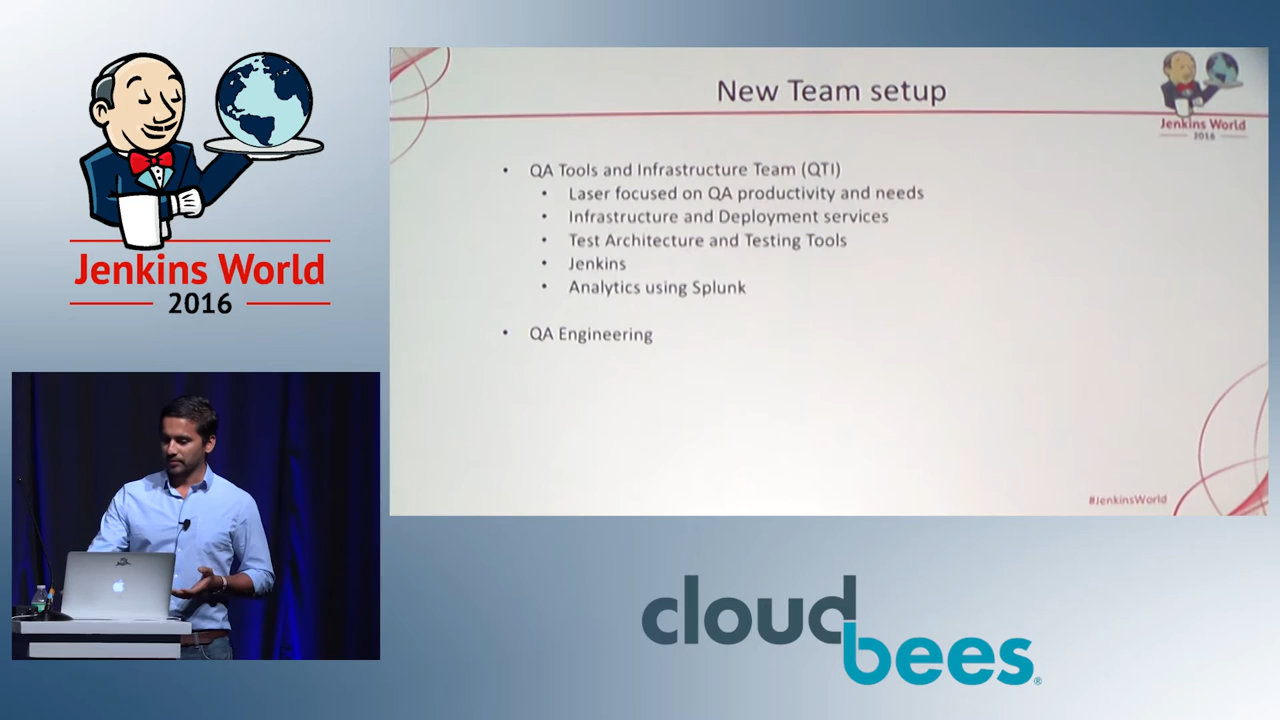 Jenkins World
2016
New Team setup
Jenkins World
2016
• QA Tools and Infrastructure Team (QTI)
• Laser focused on QA productivity and needs
• Infrastructure and Deployment services
• Test Architecture and Testing Tools
• Jenkins
• Analytics using Splunk
• QA Engineering
#JenkinsWorld
cloud
bees®